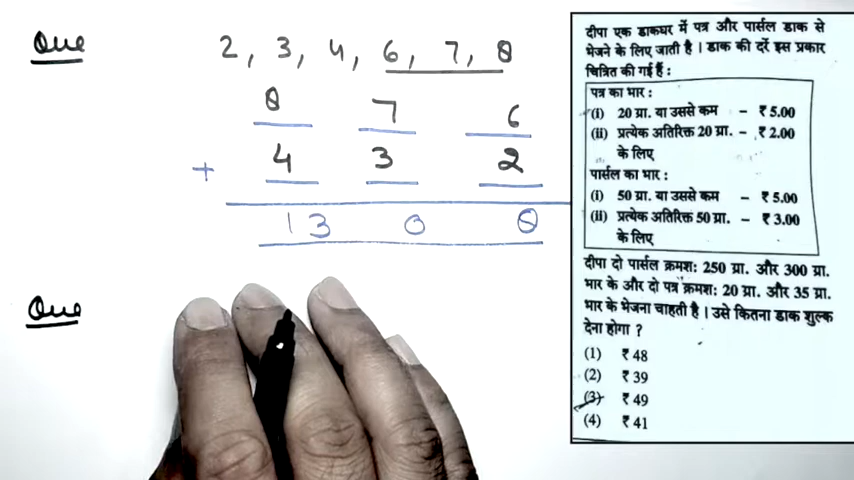 Que
2, 3, 4, 6, 7, 8
8 7 6
+ 4 3 2
13 0 8
Que
दीपा एक डाकघर में पत्र और पार्सल डाक से
भेजने के लिए जाती है । डाक की दरें इस प्रकार
चित्रित की गई हैं :
पत्र का भार :
(i) 20 ग्रा. या उससे कम – ₹ 5.00
(ii) प्रत्येक अतिरिक्त 20 ग्रा. – ₹ 2.00
के लिए
पार्सल का भार :
(i) 50 ग्रा. या उससे कम – ₹ 5.00
(ii) प्रत्येक अतिरिक्त 50 ग्रा. – ₹ 3.00
के लिए
दीपा दो पार्सल क्रमश: 250 ग्रा. और 300 ग्रा.
भार के और दो पत्र क्रमश: 20 ग्रा. और 35 ग्रा.
भार के भेजना चाहती है । उसे कितना डाक शुल्क
देना होगा ?
(1) ₹ 48
(2) ₹ 39
(3) ₹ 49
(4) ₹ 41